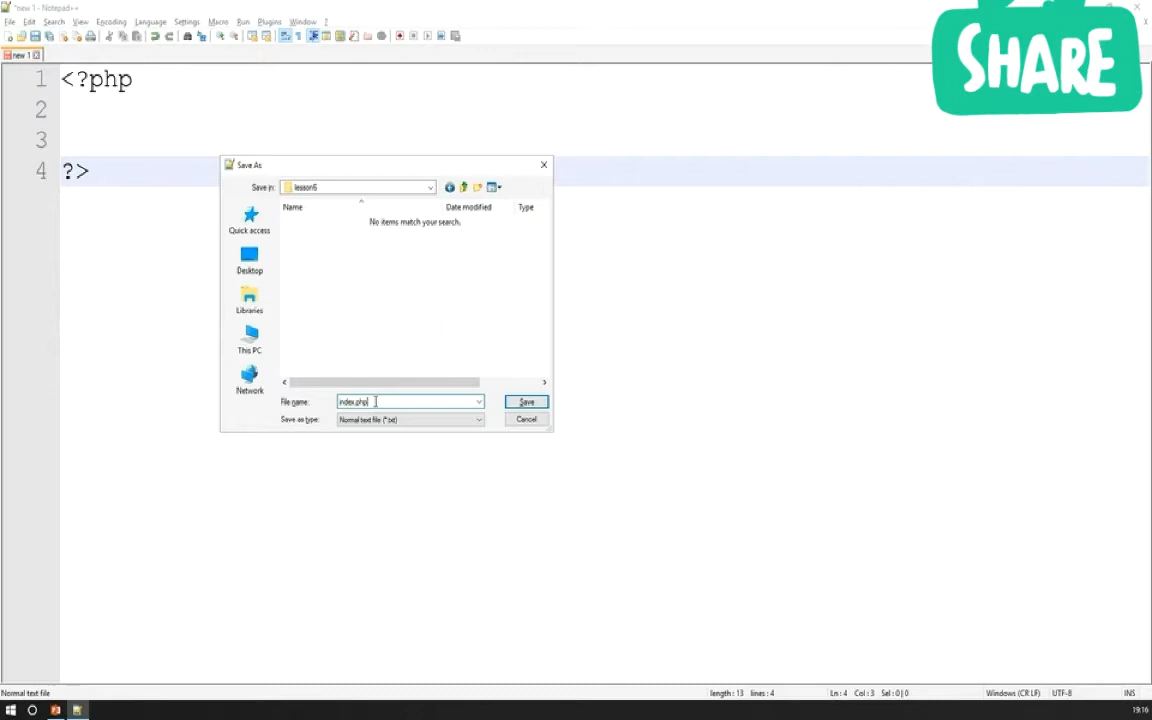 *new 1 - Notepad++
File Edit Search View Encoding Language Settings Macro Run Plugins Window ?
new 1
SHARE
1 <?php
2
3
4 ?>
Save As
Save in: lesson6
Name Date modified Type
No items match your search.
Quick access
Desktop
Libraries
This PC
Network
File name: index.php Save
Save as type: Normal text file (*.txt) Cancel
Normal text file length : 13 lines : 4 Ln : 4 Col : 3 Sel : 0 | 0 Windows (CR LF) UTF-8 INS
19:16